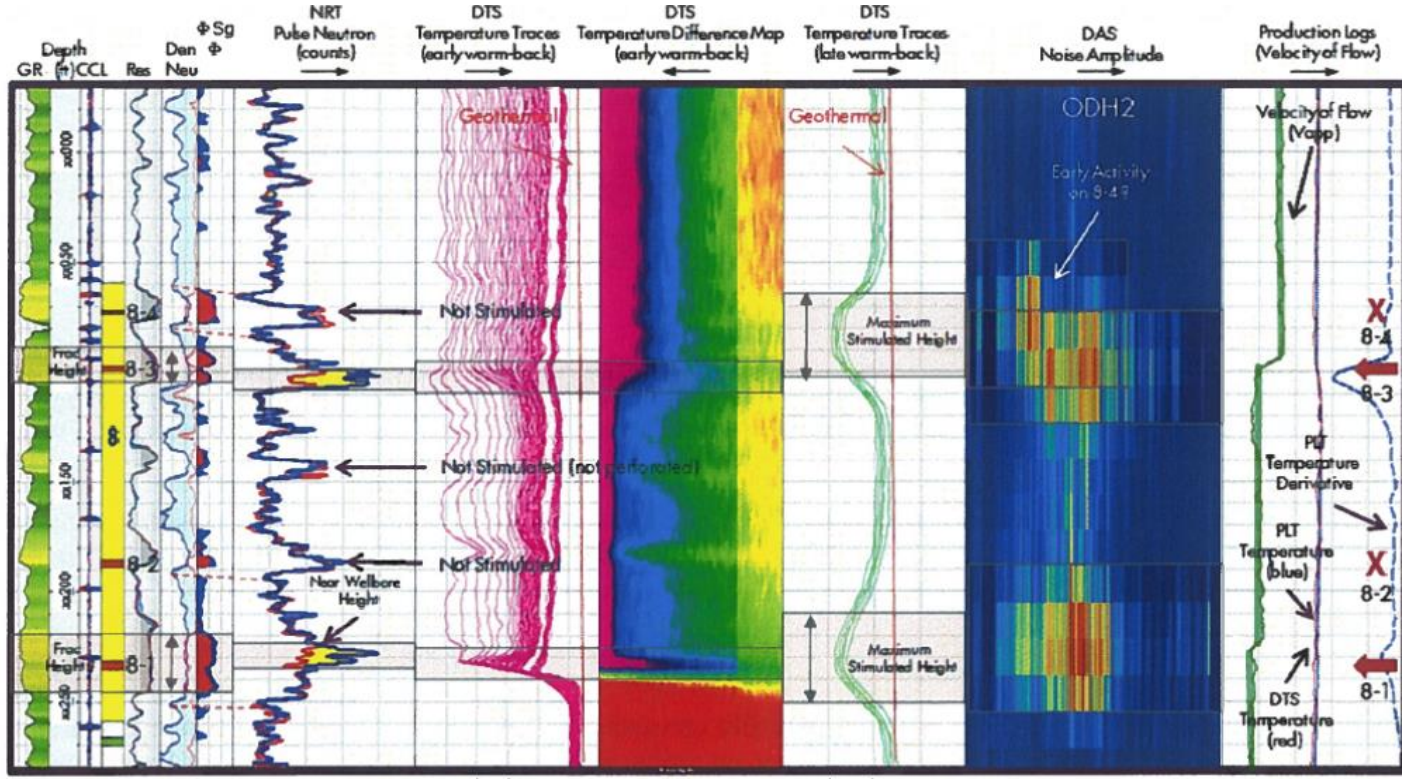 NRT
Pulse Neutron
(counts)
DTS
Temperature Traces
(early warm-back)
DTS
Temperature Difference Map
(early warm-back)
DTS
Temperature Traces
(late warm-back)
DAS
Noise Amplitude
Production Logs
(Velocity of Flow)
Φ Sg
Φ
Depth
(ft)
GR
CCL
Res
Den
Neu
Geothermal
Geothermal
ODH2
Early Activity
on 8-4?
Velocity of Flow
(Vapp)
xx000
xx050
xx150
xx200
xx250
8-4
Not Stimulated
Frac
Height
8-3
Not Stimulated (not perforated)
8-2
Not Stimulated
Near Wellbore
Height
Frac
Height
8-1
Maximum
Stimulated Height
Maximum
Stimulated Height
X
8-4
8-3
PLT
Temperature
Derivative
PLT
Temperature
(blue)
X
8-2
8-1
DTS
Temperature
(red)